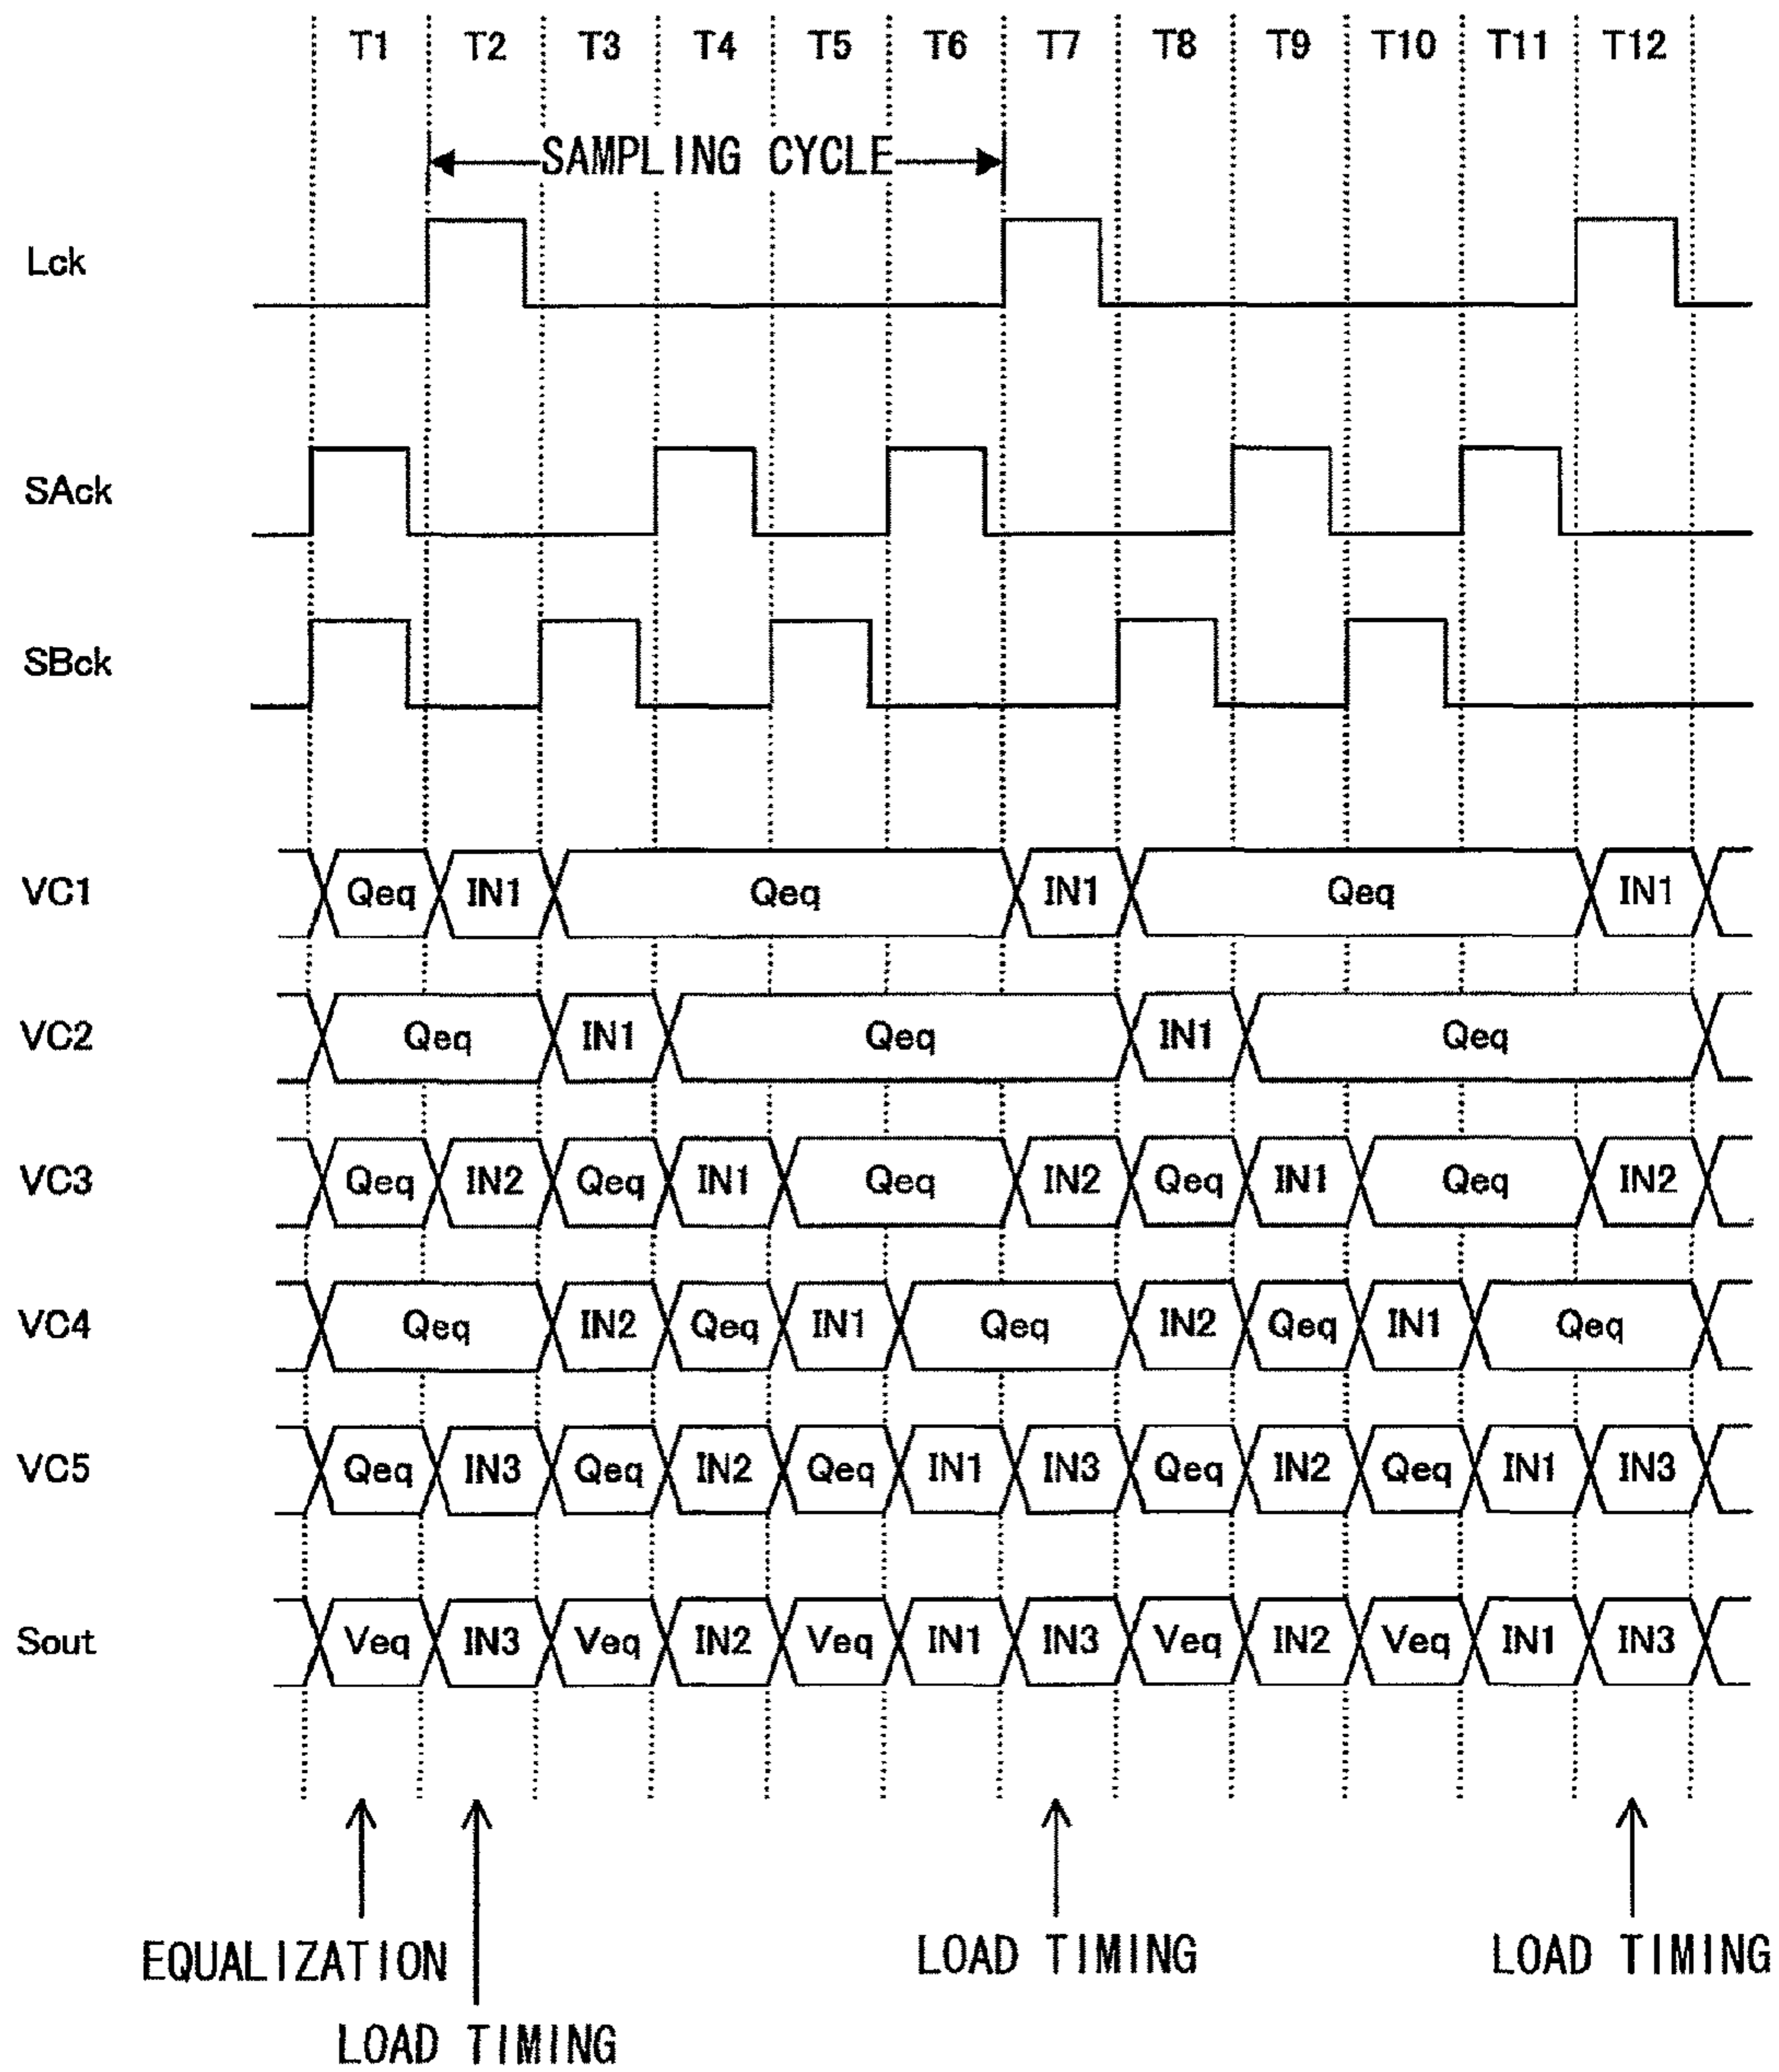 T1 T2 T3 T4 T5 T6 T7 T8 T9 T10 T11 T12
SAMPLING CYCLE
Lck
SAck
SBck
VC1 Qeq IN1 Qeq IN1 Qeq IN1
VC2 Qeq IN1 Qeq IN1 Qeq
VC3 Qeq IN2 Qeq IN1 Qeq IN2 Qeq IN1 Qeq IN2
VC4 Qeq IN2 Qeq IN1 Qeq IN2 Qeq IN1 Qeq
VC5 Qeq IN3 Qeq IN2 Qeq IN1 IN3 Qeq IN2 Qeq IN1 IN3
Sout Veq IN3 Veq IN2 Veq IN1 IN3 Veq IN2 Veq IN1 IN3
EQUALIZATION LOAD TIMING LOAD TIMING
LOAD TIMING